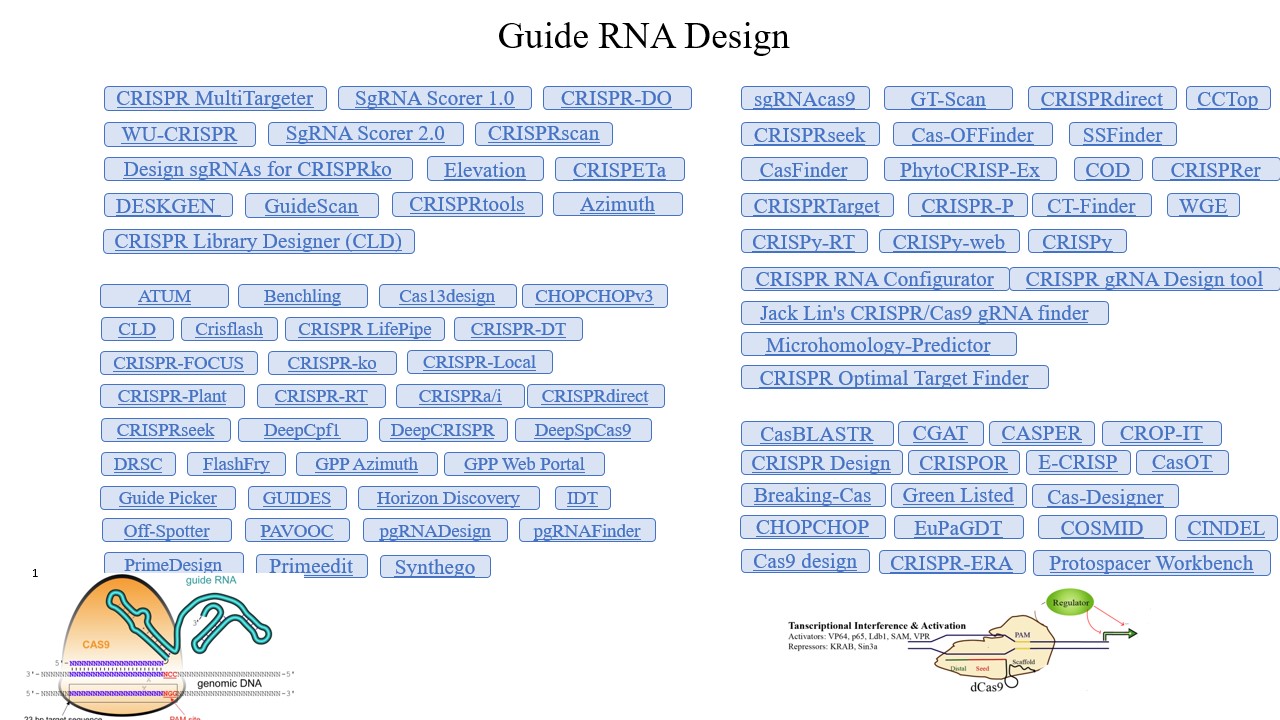 Guide RNA Design
CRISPR MultiTargeter SgRNA Scorer 1.0 CRISPR-DO
WU-CRISPR SgRNA Scorer 2.0 CRISPRscan
Design sgRNAs for CRISPRko Elevation CRISPETa
DESKGEN GuideScan CRISPRtools Azimuth
CRISPR Library Designer (CLD)
ATUM Benchling Cas13design CHOPCHOPv3
CLD Crisflash CRISPR LifePipe CRISPR-DT
CRISPR-FOCUS CRISPR-ko CRISPR-Local
CRISPR-Plant CRISPR-RT CRISPRa/i CRISPRdirect
CRISPRseek DeepCpf1 DeepCRISPR DeepSpCas9
DRSC FlashFry GPP Azimuth GPP Web Portal
Guide Picker GUIDES Horizon Discovery IDT
Off-Spotter PAVOOC pgRNADesign pgRNAFinder
PrimeDesign Primeedit Synthego
sgRNAcas9 GT-Scan CRISPRdirect CCTop
CRISPRseek Cas-OFFinder SSFinder
CasFinder PhytoCRISP-Ex COD CRISPRer
CRISPRTarget CRISPR-P CT-Finder WGE
CRISPy-RT CRISPy-web CRISPy
CRISPR RNA Configurator CRISPR gRNA Design tool
Jack Lin's CRISPR/Cas9 gRNA finder
Microhomology-Predictor
CRISPR Optimal Target Finder
CasBLASTR CGAT CASPER CROP-IT
CRISPR Design CRISPOR E-CRISP CasOT
Breaking-Cas Green Listed Cas-Designer
CHOPCHOP EuPaGDT COSMID CINDEL
Cas9 design CRISPR-ERA Protospacer Workbench
1
guide RNA
3'
CAS9
5'-NNNNNNNNNNNNNNNNNNNN
genomic DNA
23 bp target sequence PAM site
Regulator
Transcriptional Interference & Activation
Activators: VP64, p65, Ldb1, SAM, VPR
Repressors: KRAB, Sin3a
PAM
Scaffold
Distal Seed
dCas9